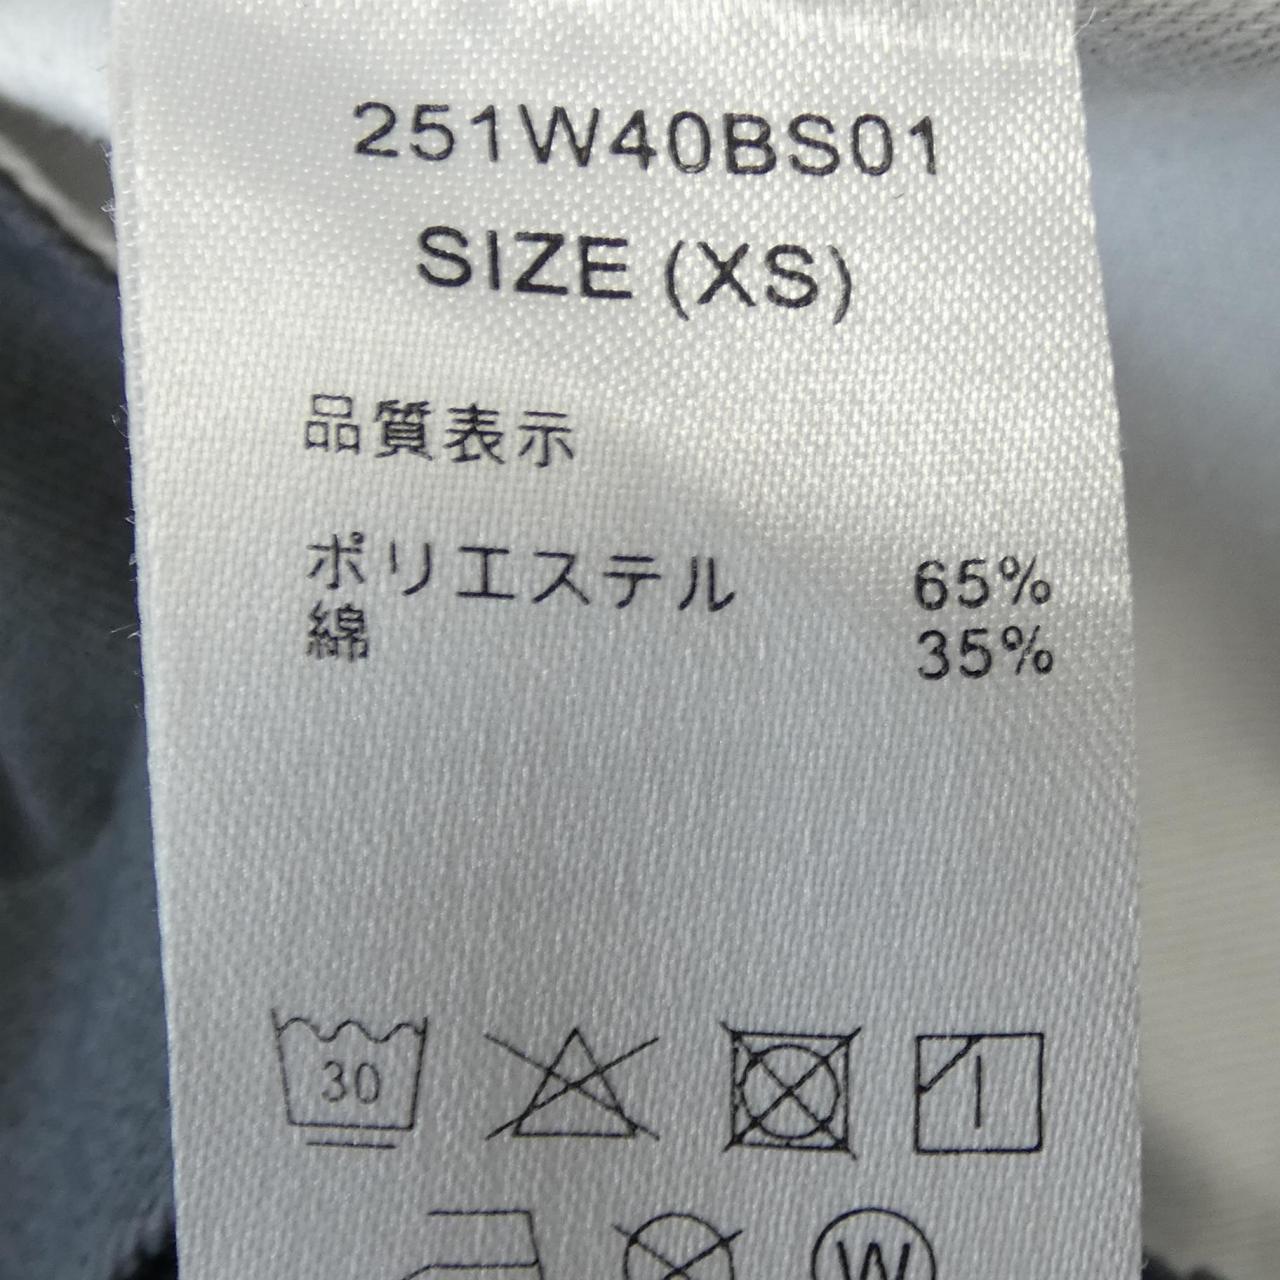 251W40BS01
SIZE (XS)
品質表示
ポリエステル 65%
綿 35%
30
W